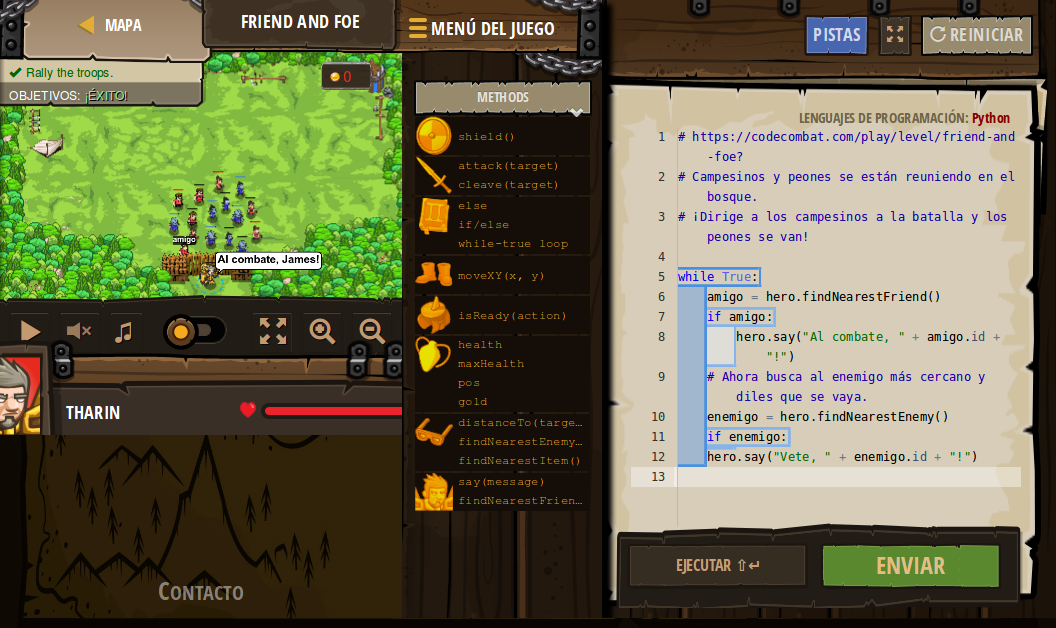 MAPA
FRIEND AND FOE
MENÚ DEL JUEGO
PISTAS
REINICIAR
Rally the troops.
OBJETIVOS: ¡ÉXITO!
0
amigo
Al combate, James!
THARIN
CONTACTO
METHODS
shield()
attack(target)
cleave(target)
else
if/else
while-true loop
moveXY(x, y)
isReady(action)
health
maxHealth
pos
gold
distanceTo(targe…
findNearestEnemy…
findNearestItem()
say(message)
findNearestFrien…
LENGUAJES DE PROGRAMACIÓN: Python
1 # https://codecombat.com/play/level/friend-and
-foe?
2 # Campesinos y peones se están reuniendo en el
bosque.
3 # ¡Dirige a los campesinos a la batalla y los
peones se van!
4
5 while True:
6 amigo = hero.findNearestFriend()
7 if amigo:
8 hero.say("Al combate, " + amigo.id +
"!")
9 # Ahora busca al enemigo más cercano y
diles que se vaya.
10 enemigo = hero.findNearestEnemy()
11 if enemigo:
12 hero.say("Vete, " + enemigo.id + "!")
13
EJECUTAR ⇧↵
ENVIAR